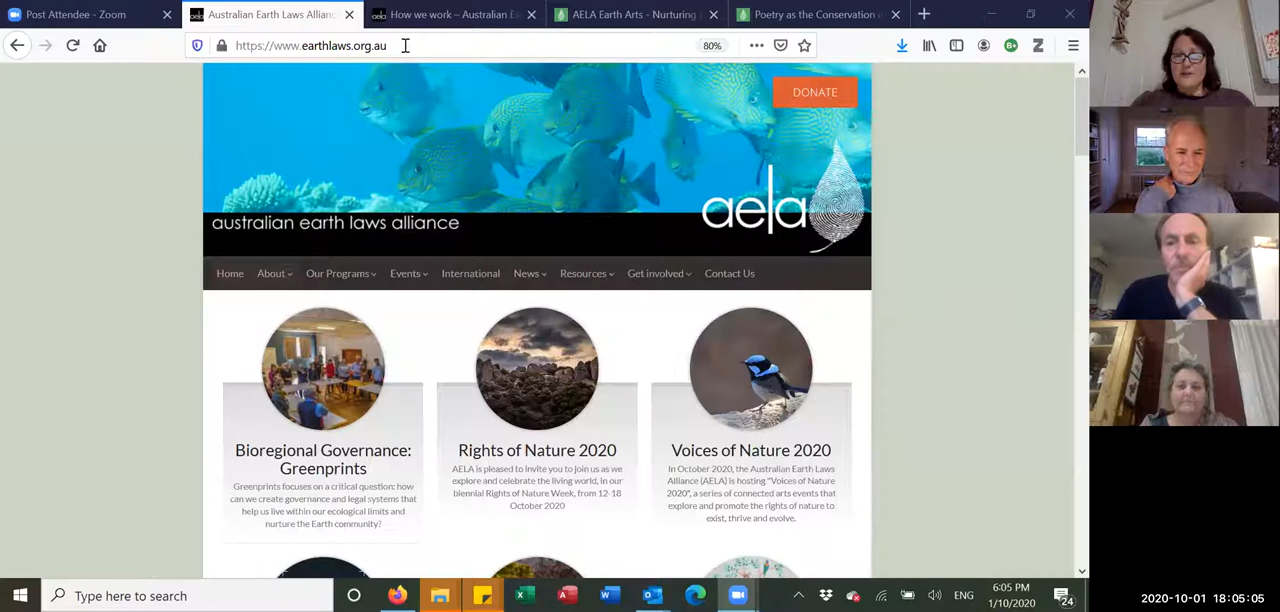 Post Attendee - Zoom
Australian Earth Laws Allianc
How we work – Australian Ea
AELA Earth Arts - Nurturing
Poetry as the Conservation
https://www.earthlaws.org.au
80%
DONATE
aela
australian earth laws alliance
Home About Our Programs Events International News Resources Get involved Contact Us
Bioregional Governance:
Greenprints
Greenprints focuses on a critical question: how
can we create governance and legal systems that
help us live within our ecological limits and
nurture the Earth community?
Rights of Nature 2020
AELA is pleased to invite you to join us as we
explore and celebrate the living world, in our
biennial Rights of Nature Week, from 12-18
October 2020
Voices of Nature 2020
In October 2020, the Australian Earth Laws
Alliance (AELA) is hosting "Voices of Nature
2020", a series of connected arts events that
explore and promote the rights of nature to
exist, thrive and evolve.
Type here to search
ENG
6:05 PM
1/10/2020
24
2020-10-01 18:05:05